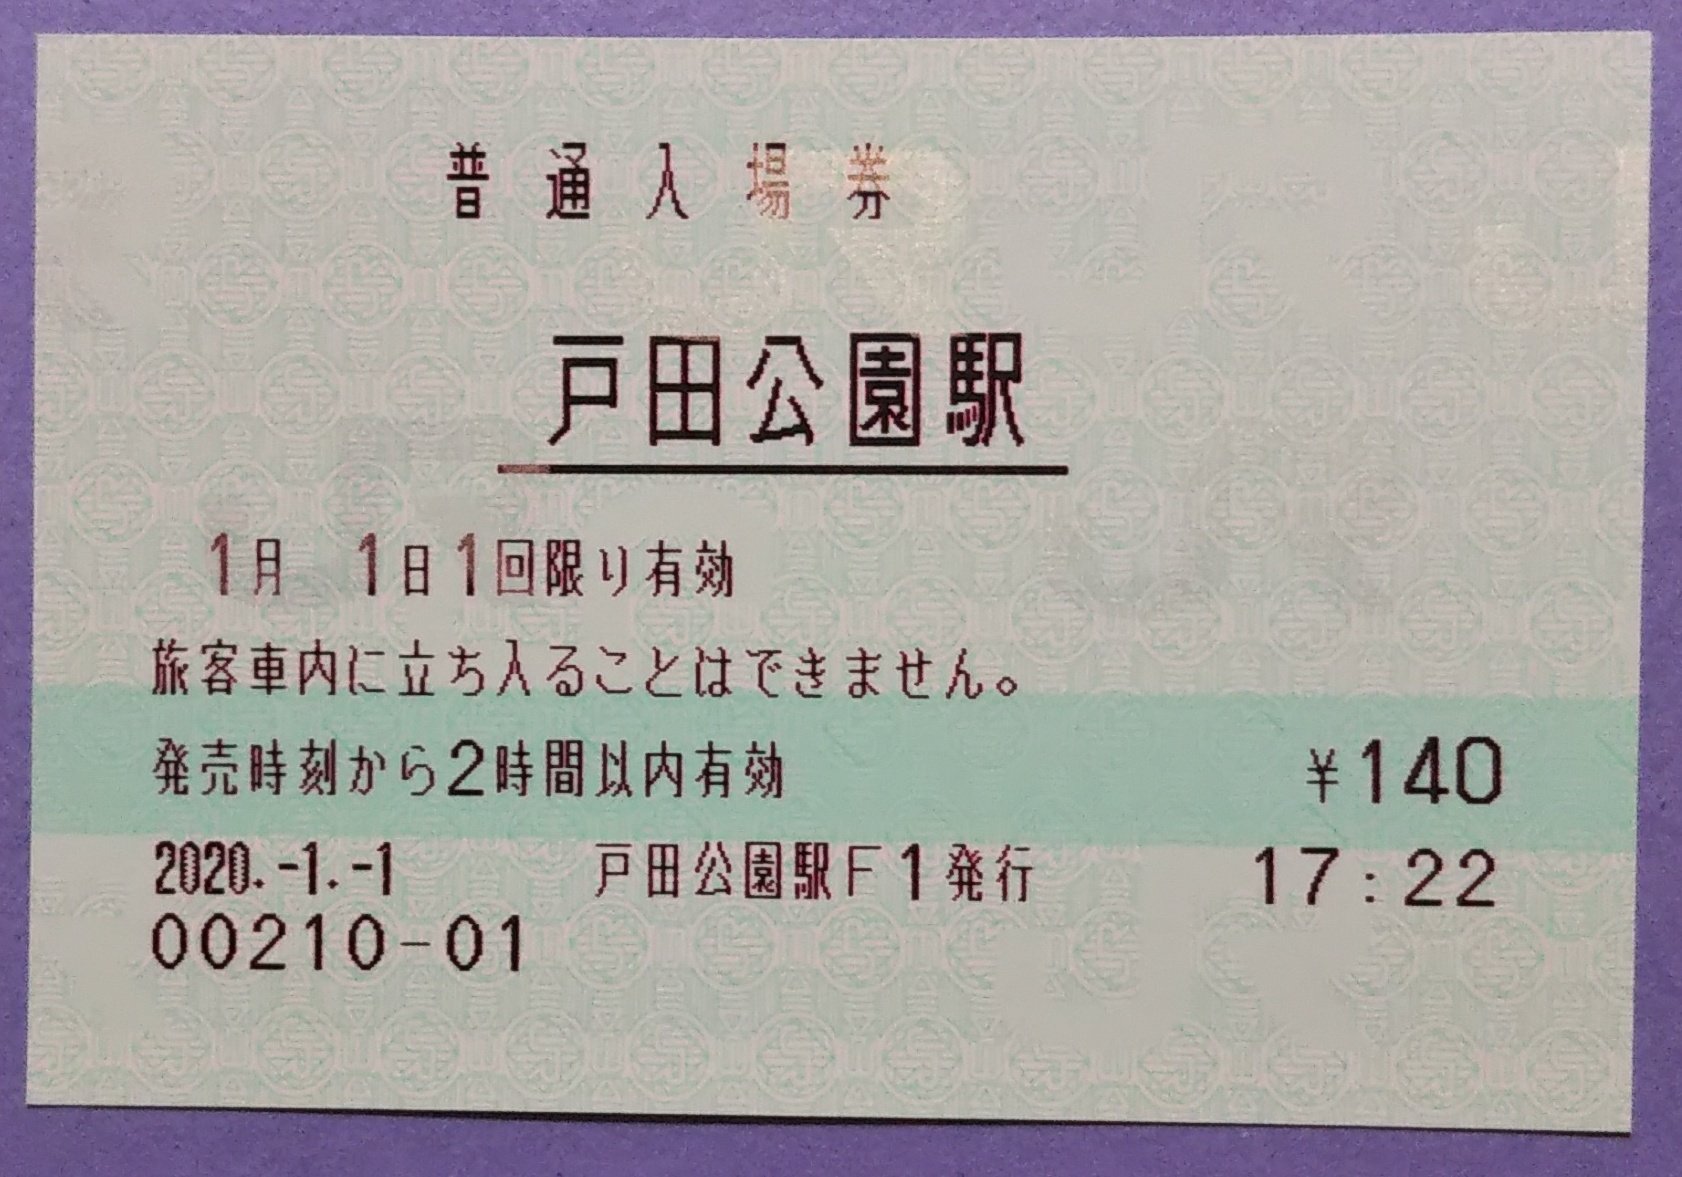 普通入場券
戸田公園駅
1月 1日1回限り有効
旅客車内に立ち入ることはできません。
発売時刻から2時間以内有効 ¥140
2020.-1.-1 戸田公園駅F1発行 17:22
00210-01